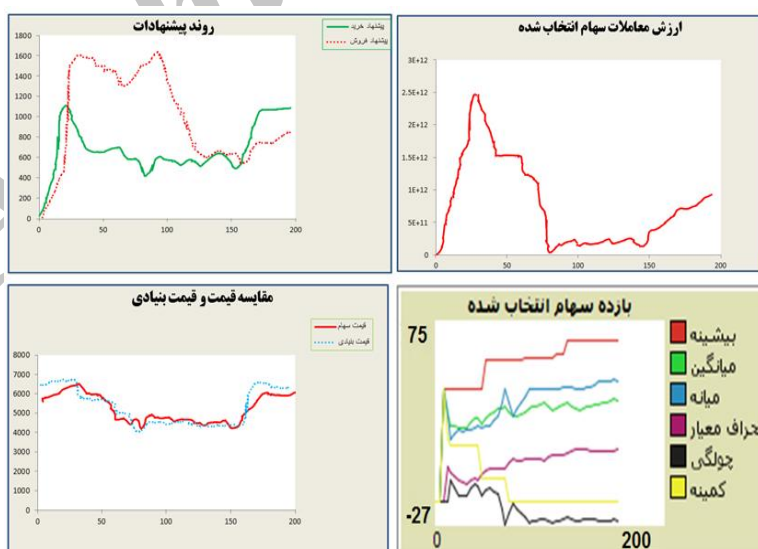 روند پیشنهادات
پیشنهاد خرید
پیشنهاد فروش
1800
1600
1400
1200
1000
800
600
400
200
0
0 50 100 150 200
ارزش معاملات سهام انتخاب شده
3E+12
2.5E+12
1.5E+12
1E+12
5E+11
0
0 50 100 150 200
مقایسه قیمت و قیمت بنیادی
قیمت سهام
قیمت بنیادی
8000
7000
6000
5000
4000
3000
2000
1000
0
0 50 100 150 200
بازده سهام انتخاب شده
75
-27
0 200
بیشینه
میانگین
میانه
حراف معیار
چولگی
کمینه